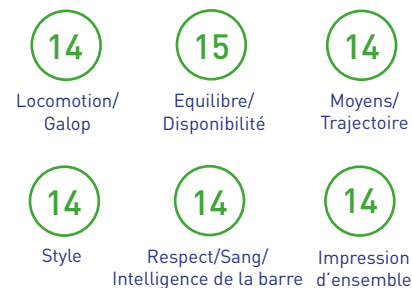 14 15 14
Locomotion/ Equilibre/ Moyens/
Galop Disponibilité Trajectoire
14 14 14
Style Respect/Sang/ Impression
Intelligence de la barre d'ensemble